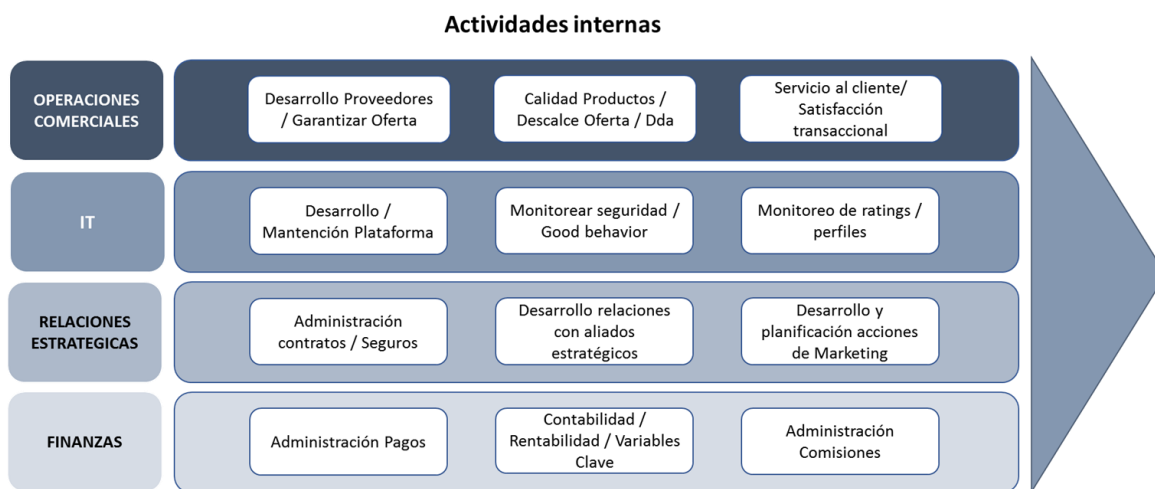 Actividades internas
OPERACIONES
COMERCIALES
Desarrollo Proveedores
/ Garantizar Oferta
Calidad Productos /
Descalce Oferta / Dda
Servicio al cliente/
Satisfacción
transaccional
IT
Desarrollo /
Mantención Plataforma
Monitorear seguridad /
Good behavior
Monitoreo de ratings /
perfiles
RELACIONES
ESTRATEGICAS
Administración
contratos / Seguros
Desarrollo relaciones
con aliados
estratégicos
Desarrollo y
planificación acciones
de Marketing
FINANZAS
Administración Pagos
Contabilidad /
Rentabilidad / Variables
Clave
Administración
Comisiones